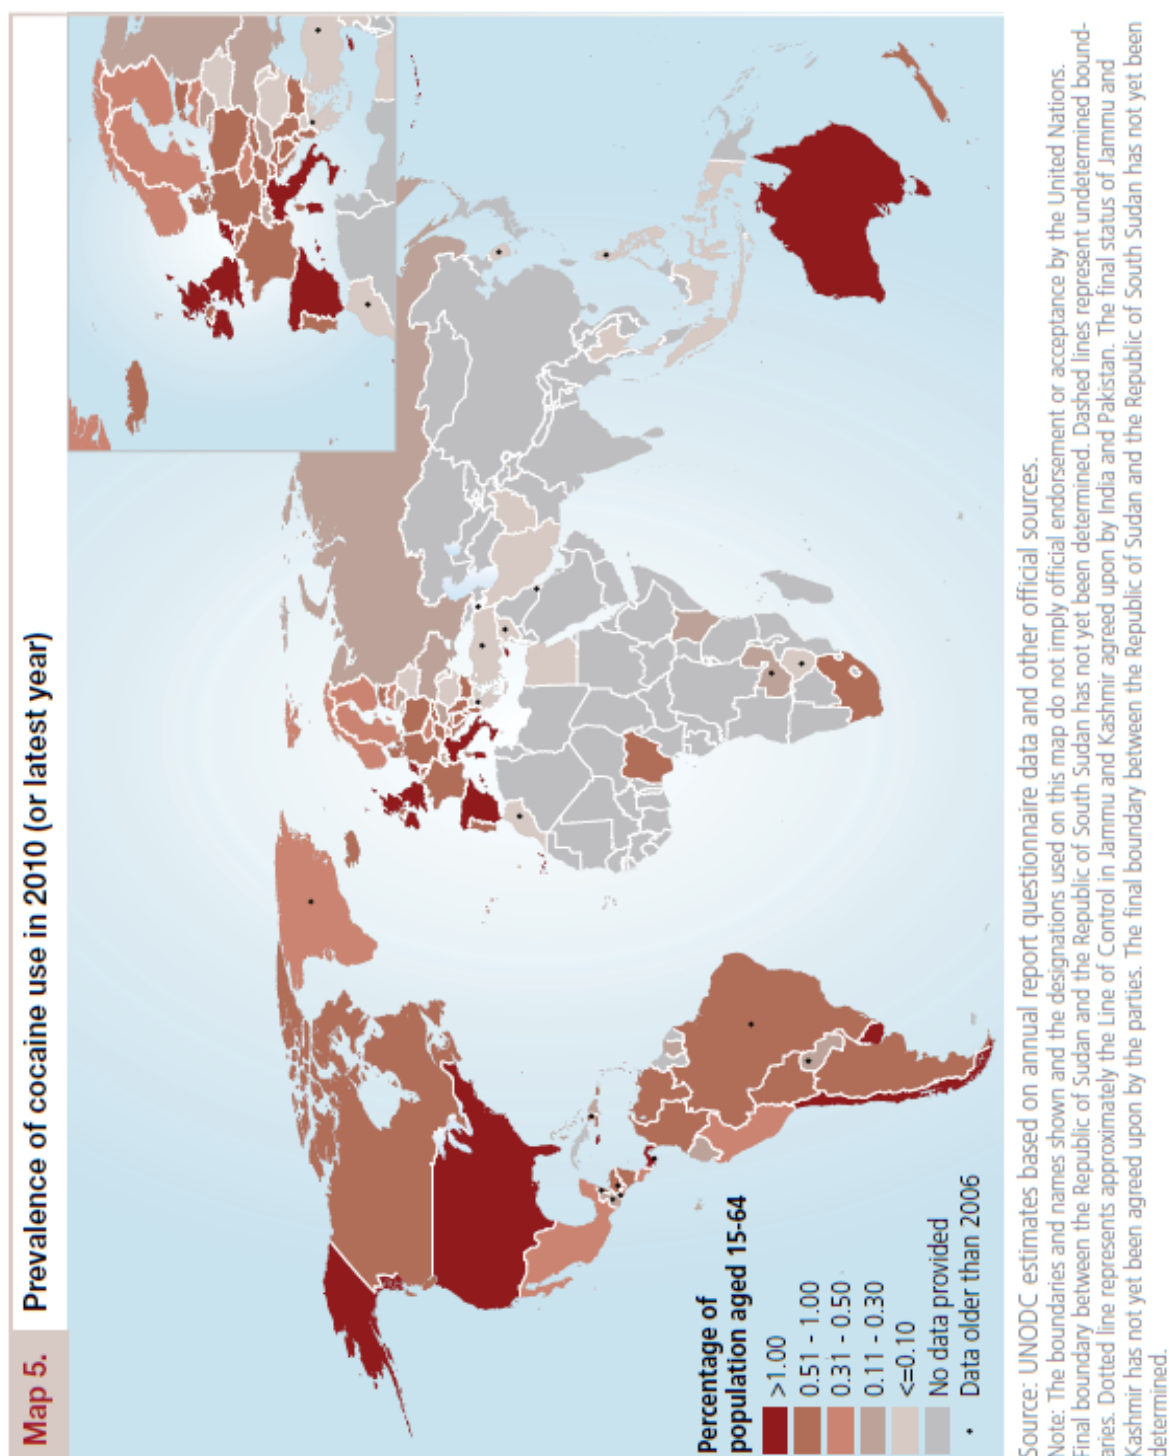 Map 5.
Prevalence of cocaine use in 2010 (or latest year)
Percentage of
population aged 15-64
>1.00
0.51 - 1.00
0.31 - 0.50
0.11 - 0.30
<=0.10
No data provided
Data older than 2006
Source: UNODC estimates based on annual report questionnaire data and other official sources.
Note: The boundaries and names shown and the designations used on this map do not imply official endorsement or acceptance by the United Nations.
Final boundary between the Republic of Sudan and the Republic of South Sudan has not yet been determined. Dashed lines represent undetermined bound-
aries. Dotted line represents approximately the Line of Control in Jammu and Kashmir agreed upon by India and Pakistan. The final status of Jammu and
Kashmir has not yet been agreed upon by the parties. The final boundary between the Republic of Sudan and the Republic of South Sudan has not yet been
determined.